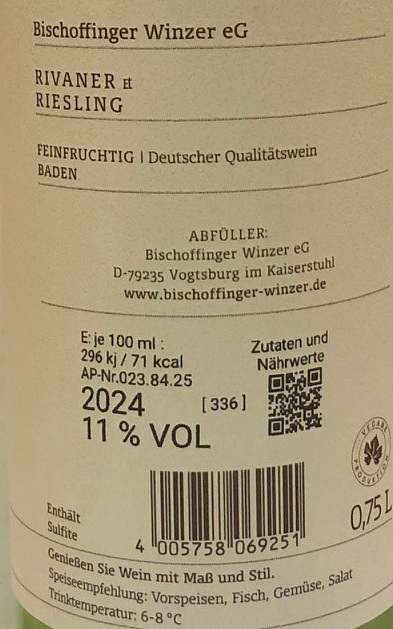 Bischoffinger Winzer eG
RIVANER et
RIESLING
FEINFRUCHTIG | Deutscher Qualitätswein
BADEN
ABFÜLLER:
Bischoffinger Winzer eG
D-79235 Vogtsburg im Kaiserstuhl
www.bischoffinger-winzer.de
E: je 100 ml :
296 kj / 71 kcal
AP-Nr.023.84.25
2024 [336]
11 % VOL
Zutaten und
Nährwerte
VEGANE PRODUKTION
Enthält
Sulfite
4 005758 069251
0,75 L
Genießen Sie Wein mit Maß und Stil.
Speiseempfehlung: Vorspeisen, Fisch, Gemüse, Salat
Trinktemperatur: 6-8 °C